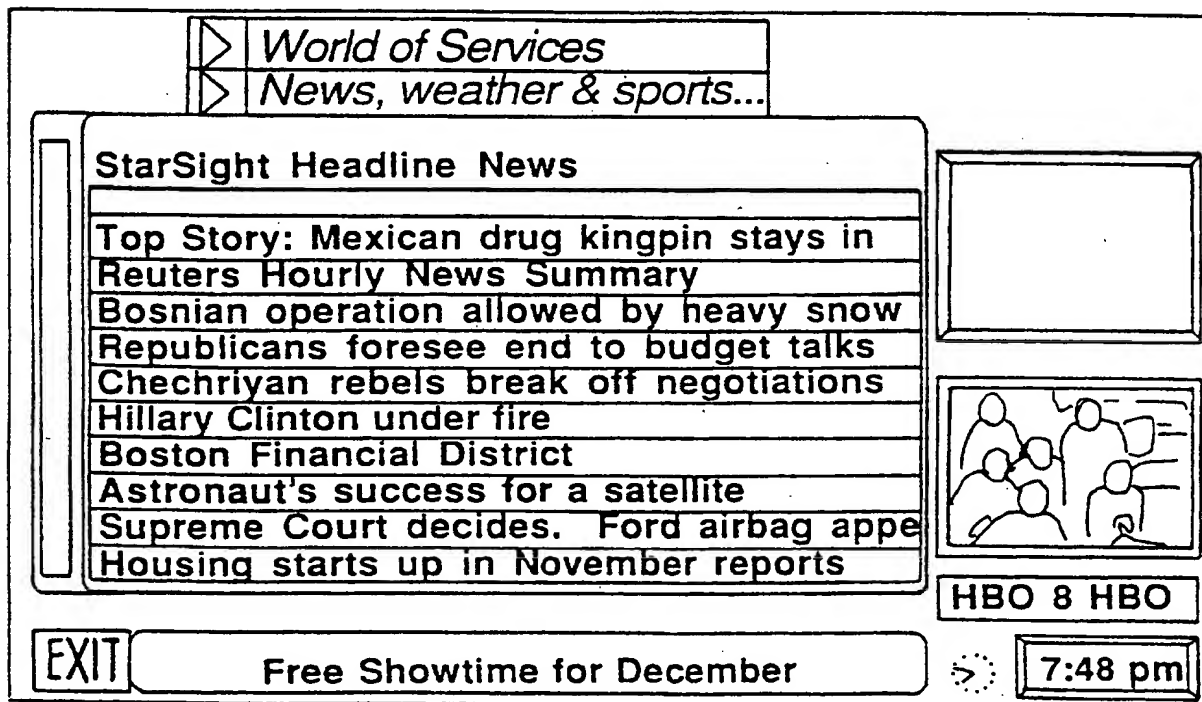 World of Services
News, weather & sports...
StarSight Headline News
Top Story: Mexican drug kingpin stays in
Reuters Hourly News Summary
Bosnian operation allowed by heavy snow
Republicans foresee end to budget talks
Chechriyan rebels break off negotiations
Hillary Clinton under fire
Boston Financial District
Astronaut's success for a satellite
Supreme Court decides. Ford airbag appe
Housing starts up in November reports
HBO 8 HBO
EXIT
Free Showtime for December
7:48 pm